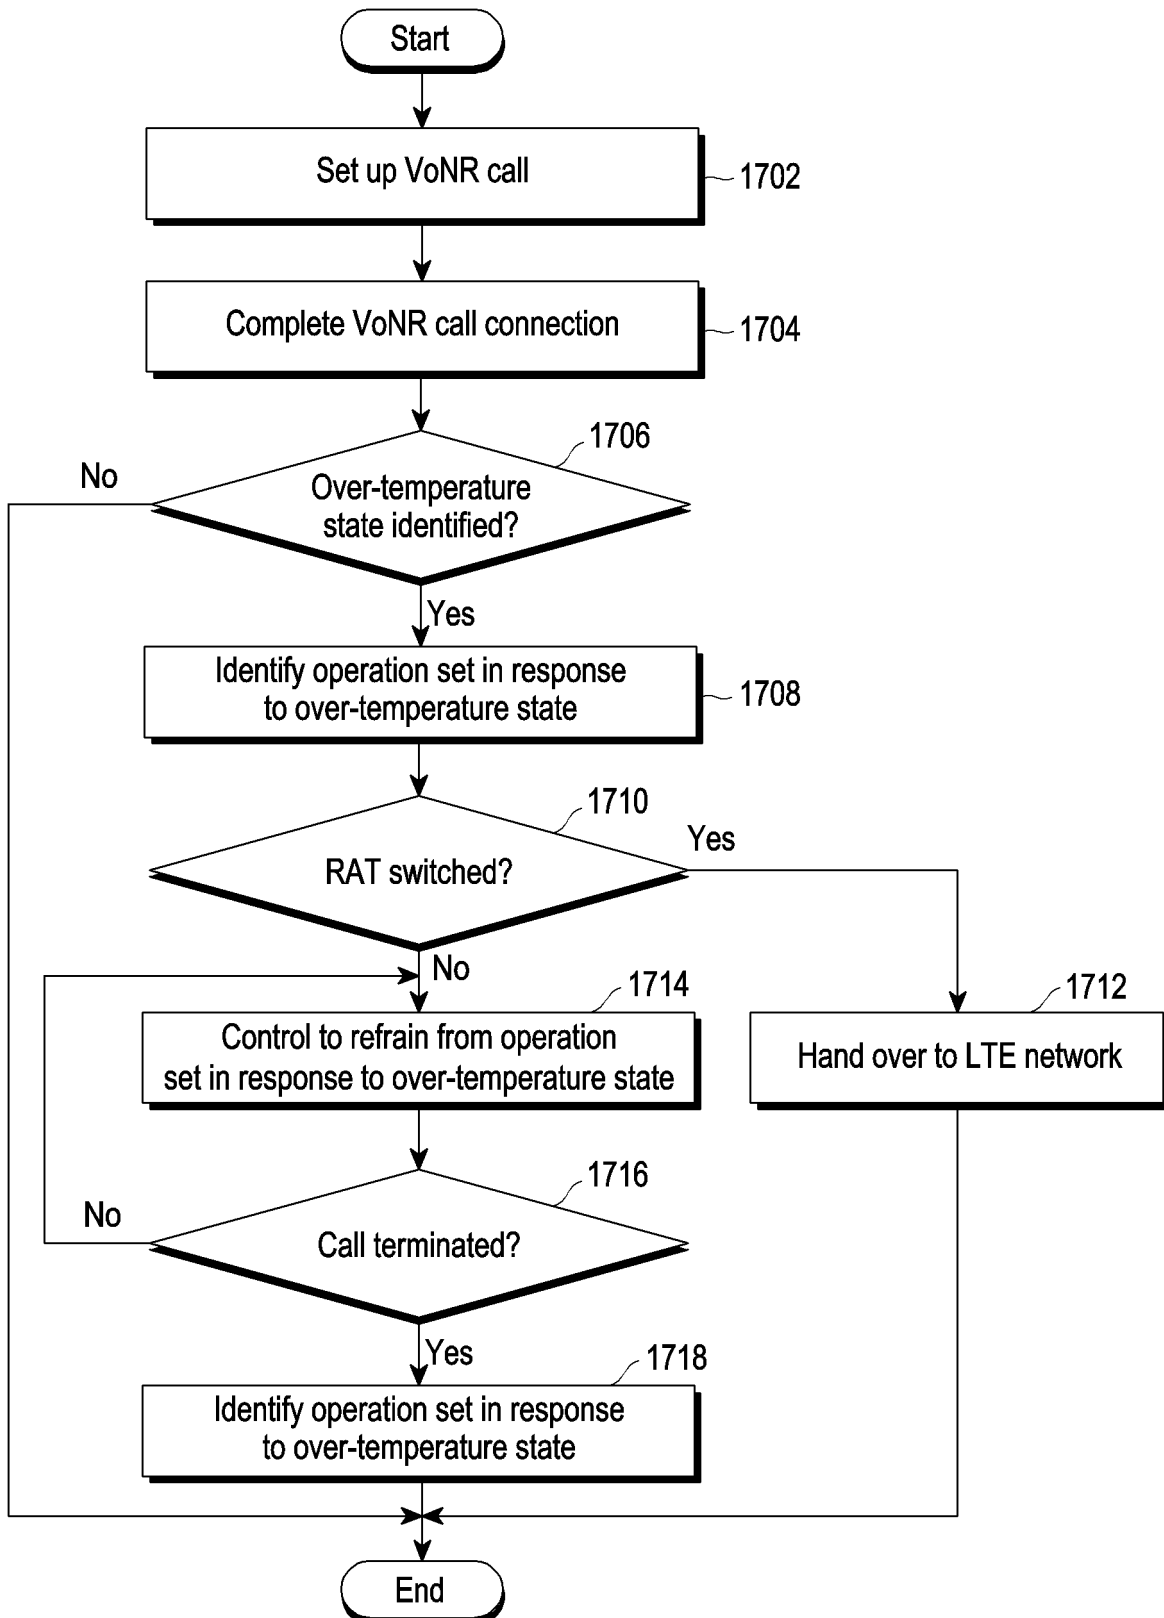 Start
Set up VoNR call
1702
Complete VoNR call connection
1704
1706
No
Over-temperature
state identified?
Yes
Identify operation set in response
to over-temperature state
1708
1710
Yes
RAT switched?
No
1714
1712
Control to refrain from operation
set in response to over-temperature state
Hand over to LTE network
1716
No
Call terminated?
Yes
1718
Identify operation set in response
to over-temperature state
End